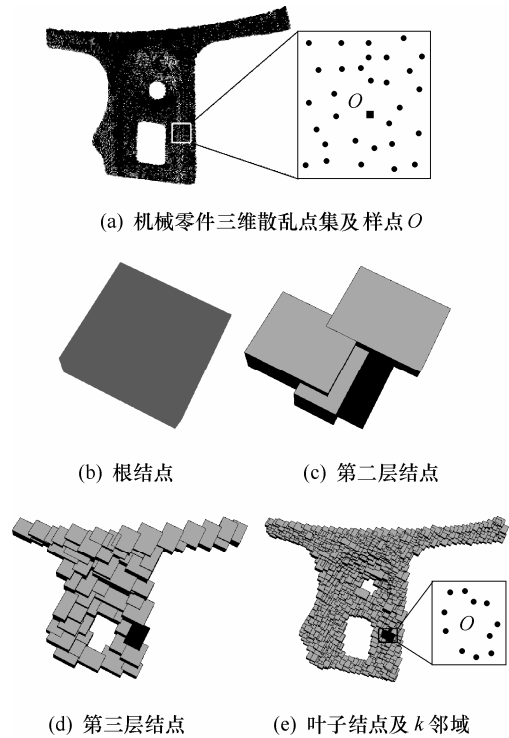 O
(a) 机械零件三维散乱点集及样点 O
(b) 根结点
(c) 第二层结点
O
(d) 第三层结点
(e) 叶子结点及 k 邻域